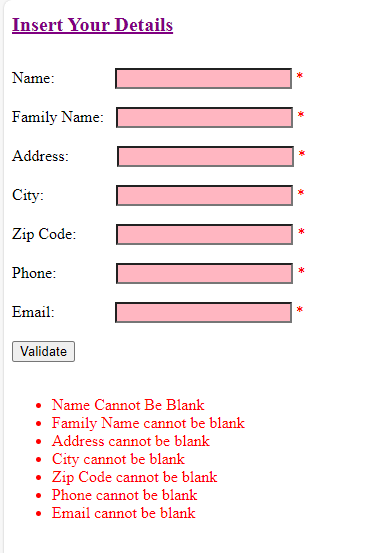 Insert Your Details
Name: *
Family Name: *
Address: *
City: *
Zip Code: *
Phone: *
Email: *
Validate
• Name Cannot Be Blank
• Family Name cannot be blank
• Address cannot be blank
• City cannot be blank
• Zip Code cannot be blank
• Phone cannot be blank
• Email cannot be blank